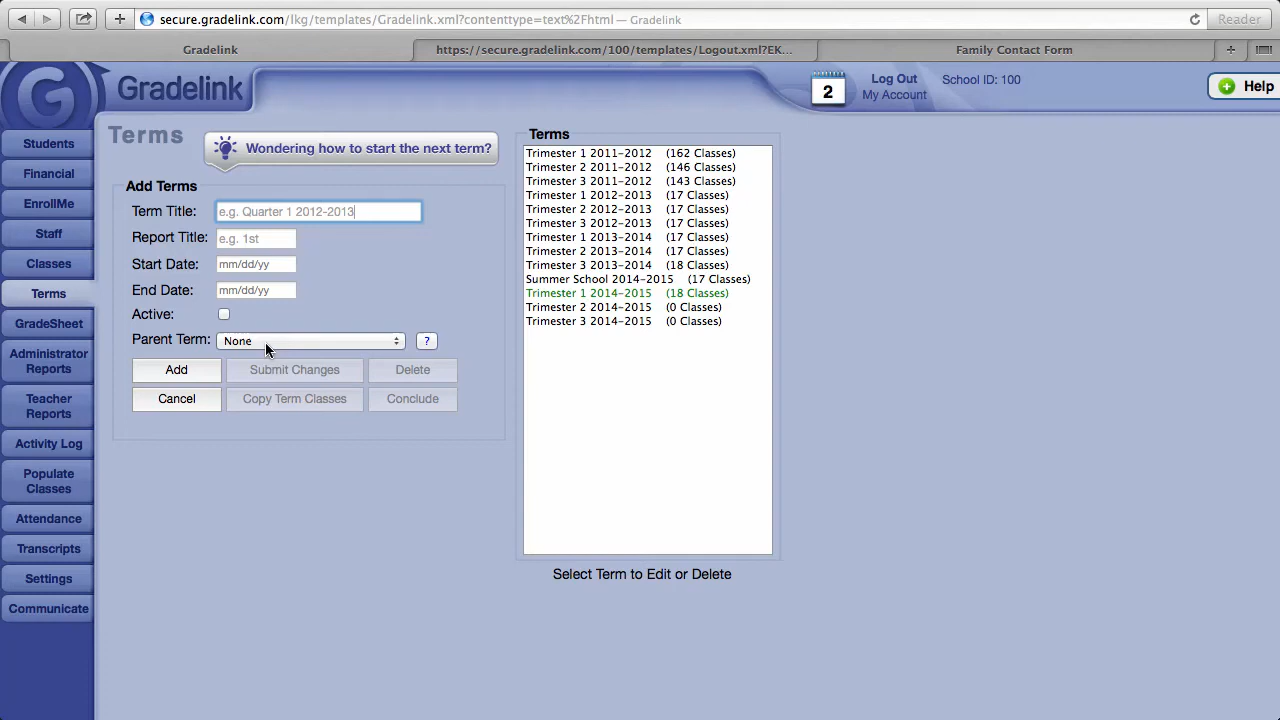 secure.gradelink.com/lkg/templates/Gradelink.xml?contenttype=text%2Fhtml — Gradelink
Reader
Gradelink
https://secure.gradelink.com/100/templates/Logout.xml?EK...
Family Contact Form
G
Gradelink
2
Log Out
My Account
School ID: 100
Help
Students
Financial
EnrollMe
Staff
Classes
Terms
GradeSheet
Administrator
Reports
Teacher
Reports
Activity Log
Populate
Classes
Attendance
Transcripts
Settings
Communicate
Terms
Wondering how to start the next term?
Add Terms
Term Title: e.g. Quarter 1 2012-2013
Report Title: e.g. 1st
Start Date: mm/dd/yy
End Date: mm/dd/yy
Active:
Parent Term: None ?
Add Submit Changes Delete
Cancel Copy Term Classes Conclude
Terms
Trimester 1 2011-2012 (162 Classes)
Trimester 2 2011-2012 (146 Classes)
Trimester 3 2011-2012 (143 Classes)
Trimester 1 2012-2013 (17 Classes)
Trimester 2 2012-2013 (17 Classes)
Trimester 3 2012-2013 (17 Classes)
Trimester 1 2013-2014 (17 Classes)
Trimester 2 2013-2014 (17 Classes)
Trimester 3 2013-2014 (18 Classes)
Summer School 2014-2015 (17 Classes)
Trimester 1 2014-2015 (18 Classes)
Trimester 2 2014-2015 (0 Classes)
Trimester 3 2014-2015 (0 Classes)
Select Term to Edit or Delete